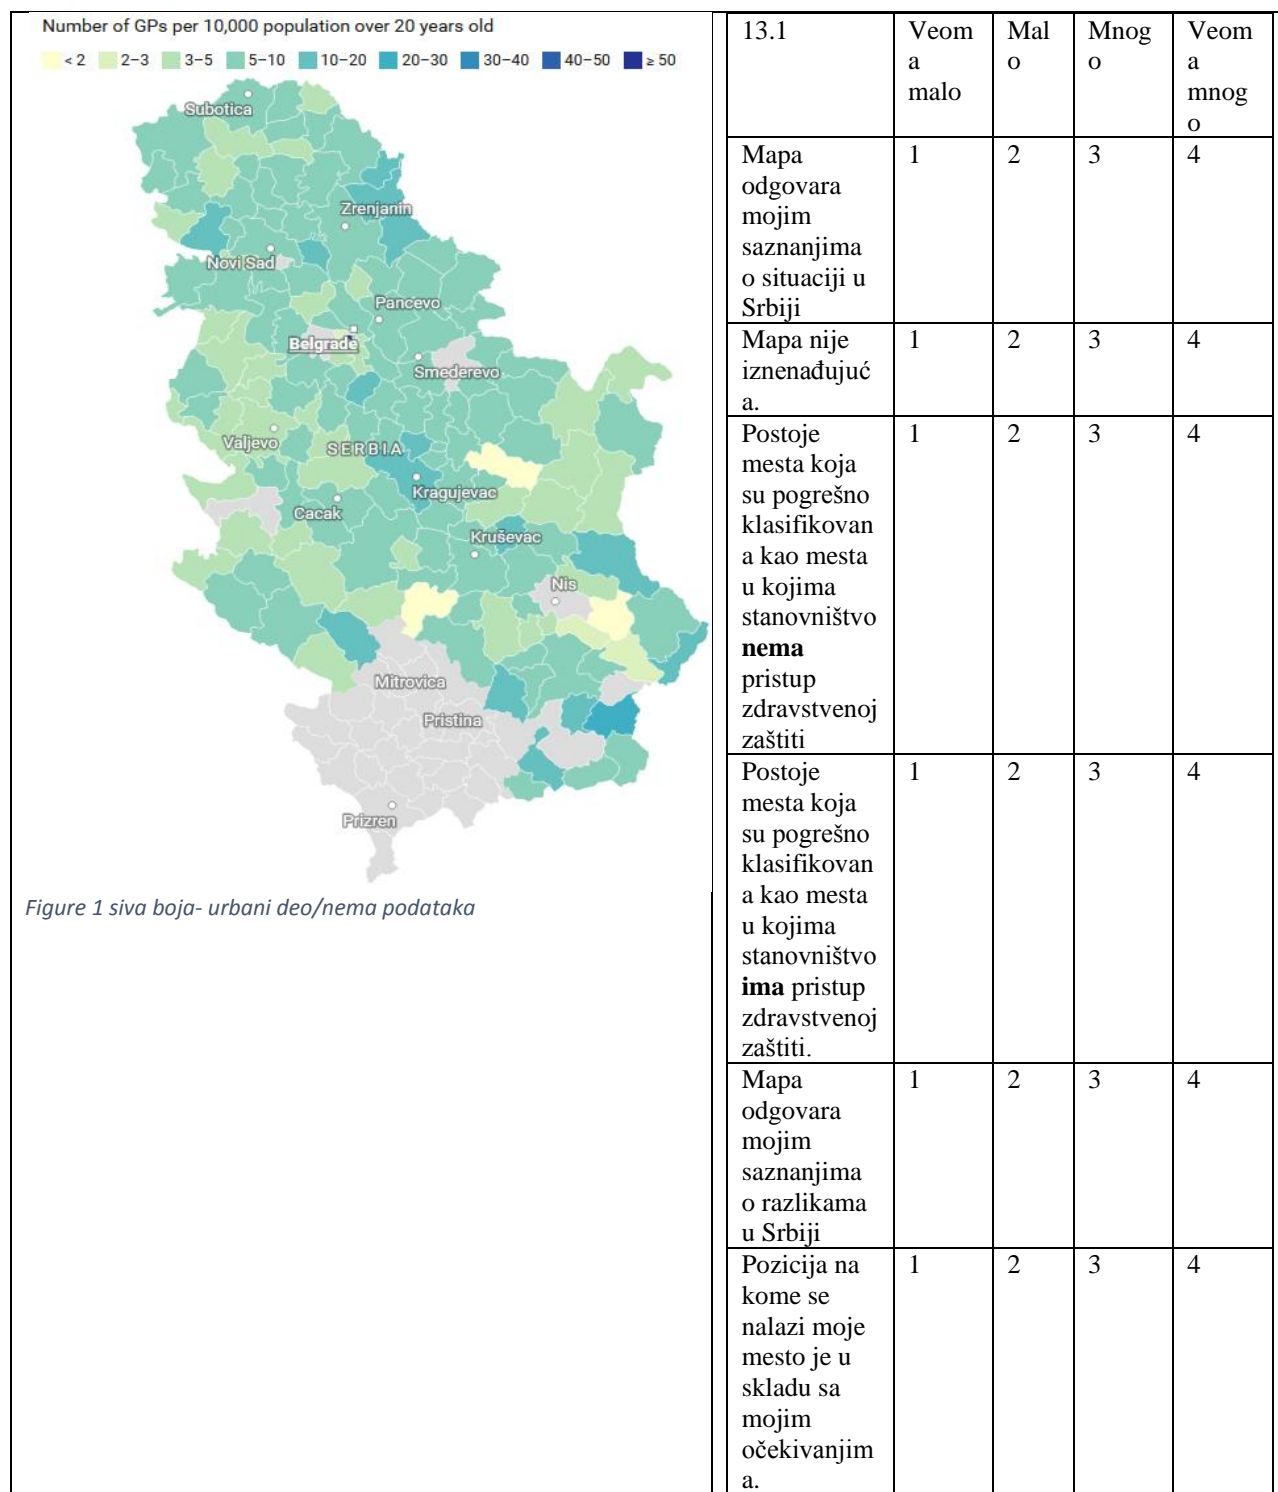 Number of GPs per 10,000 population over 20 years old
< 2 2–3 3–5 5–10 10–20 20–30 30–40 40–50 ≥ 50
Subotica
Zrenjanin
Novi Sad
Pancevo
Belgrade
Smederevo
Valjevo
SERBIA
Kragujevac
Cacak
Kruševac
Nis
Mitrovica
Pristina
Prizren
Figure 1 siva boja- urbani deo/nema podataka
13.1 Veom Mal Mnog Veom
a o o a
malo mnog
o
Mapa 1 2 3 4
odgovara
mojim
saznanjima
o situaciji u
Srbiji
Mapa nije 1 2 3 4
iznenađujuć
a.
Postoje 1 2 3 4
mesta koja
su pogrešno
klasifikovan
a kao mesta
u kojima
stanovništvo
nema
pristup
zdravstvenoj
zaštiti
Postoje 1 2 3 4
mesta koja
su pogrešno
klasifikovan
a kao mesta
u kojima
stanovništvo
ima pristup
zdravstvenoj
zaštiti.
Mapa 1 2 3 4
odgovara
mojim
saznanjima
o razlikama
u Srbiji
Pozicija na 1 2 3 4
kome se
nalazi moje
mesto je u
skladu sa
mojim
očekivanjim
a.